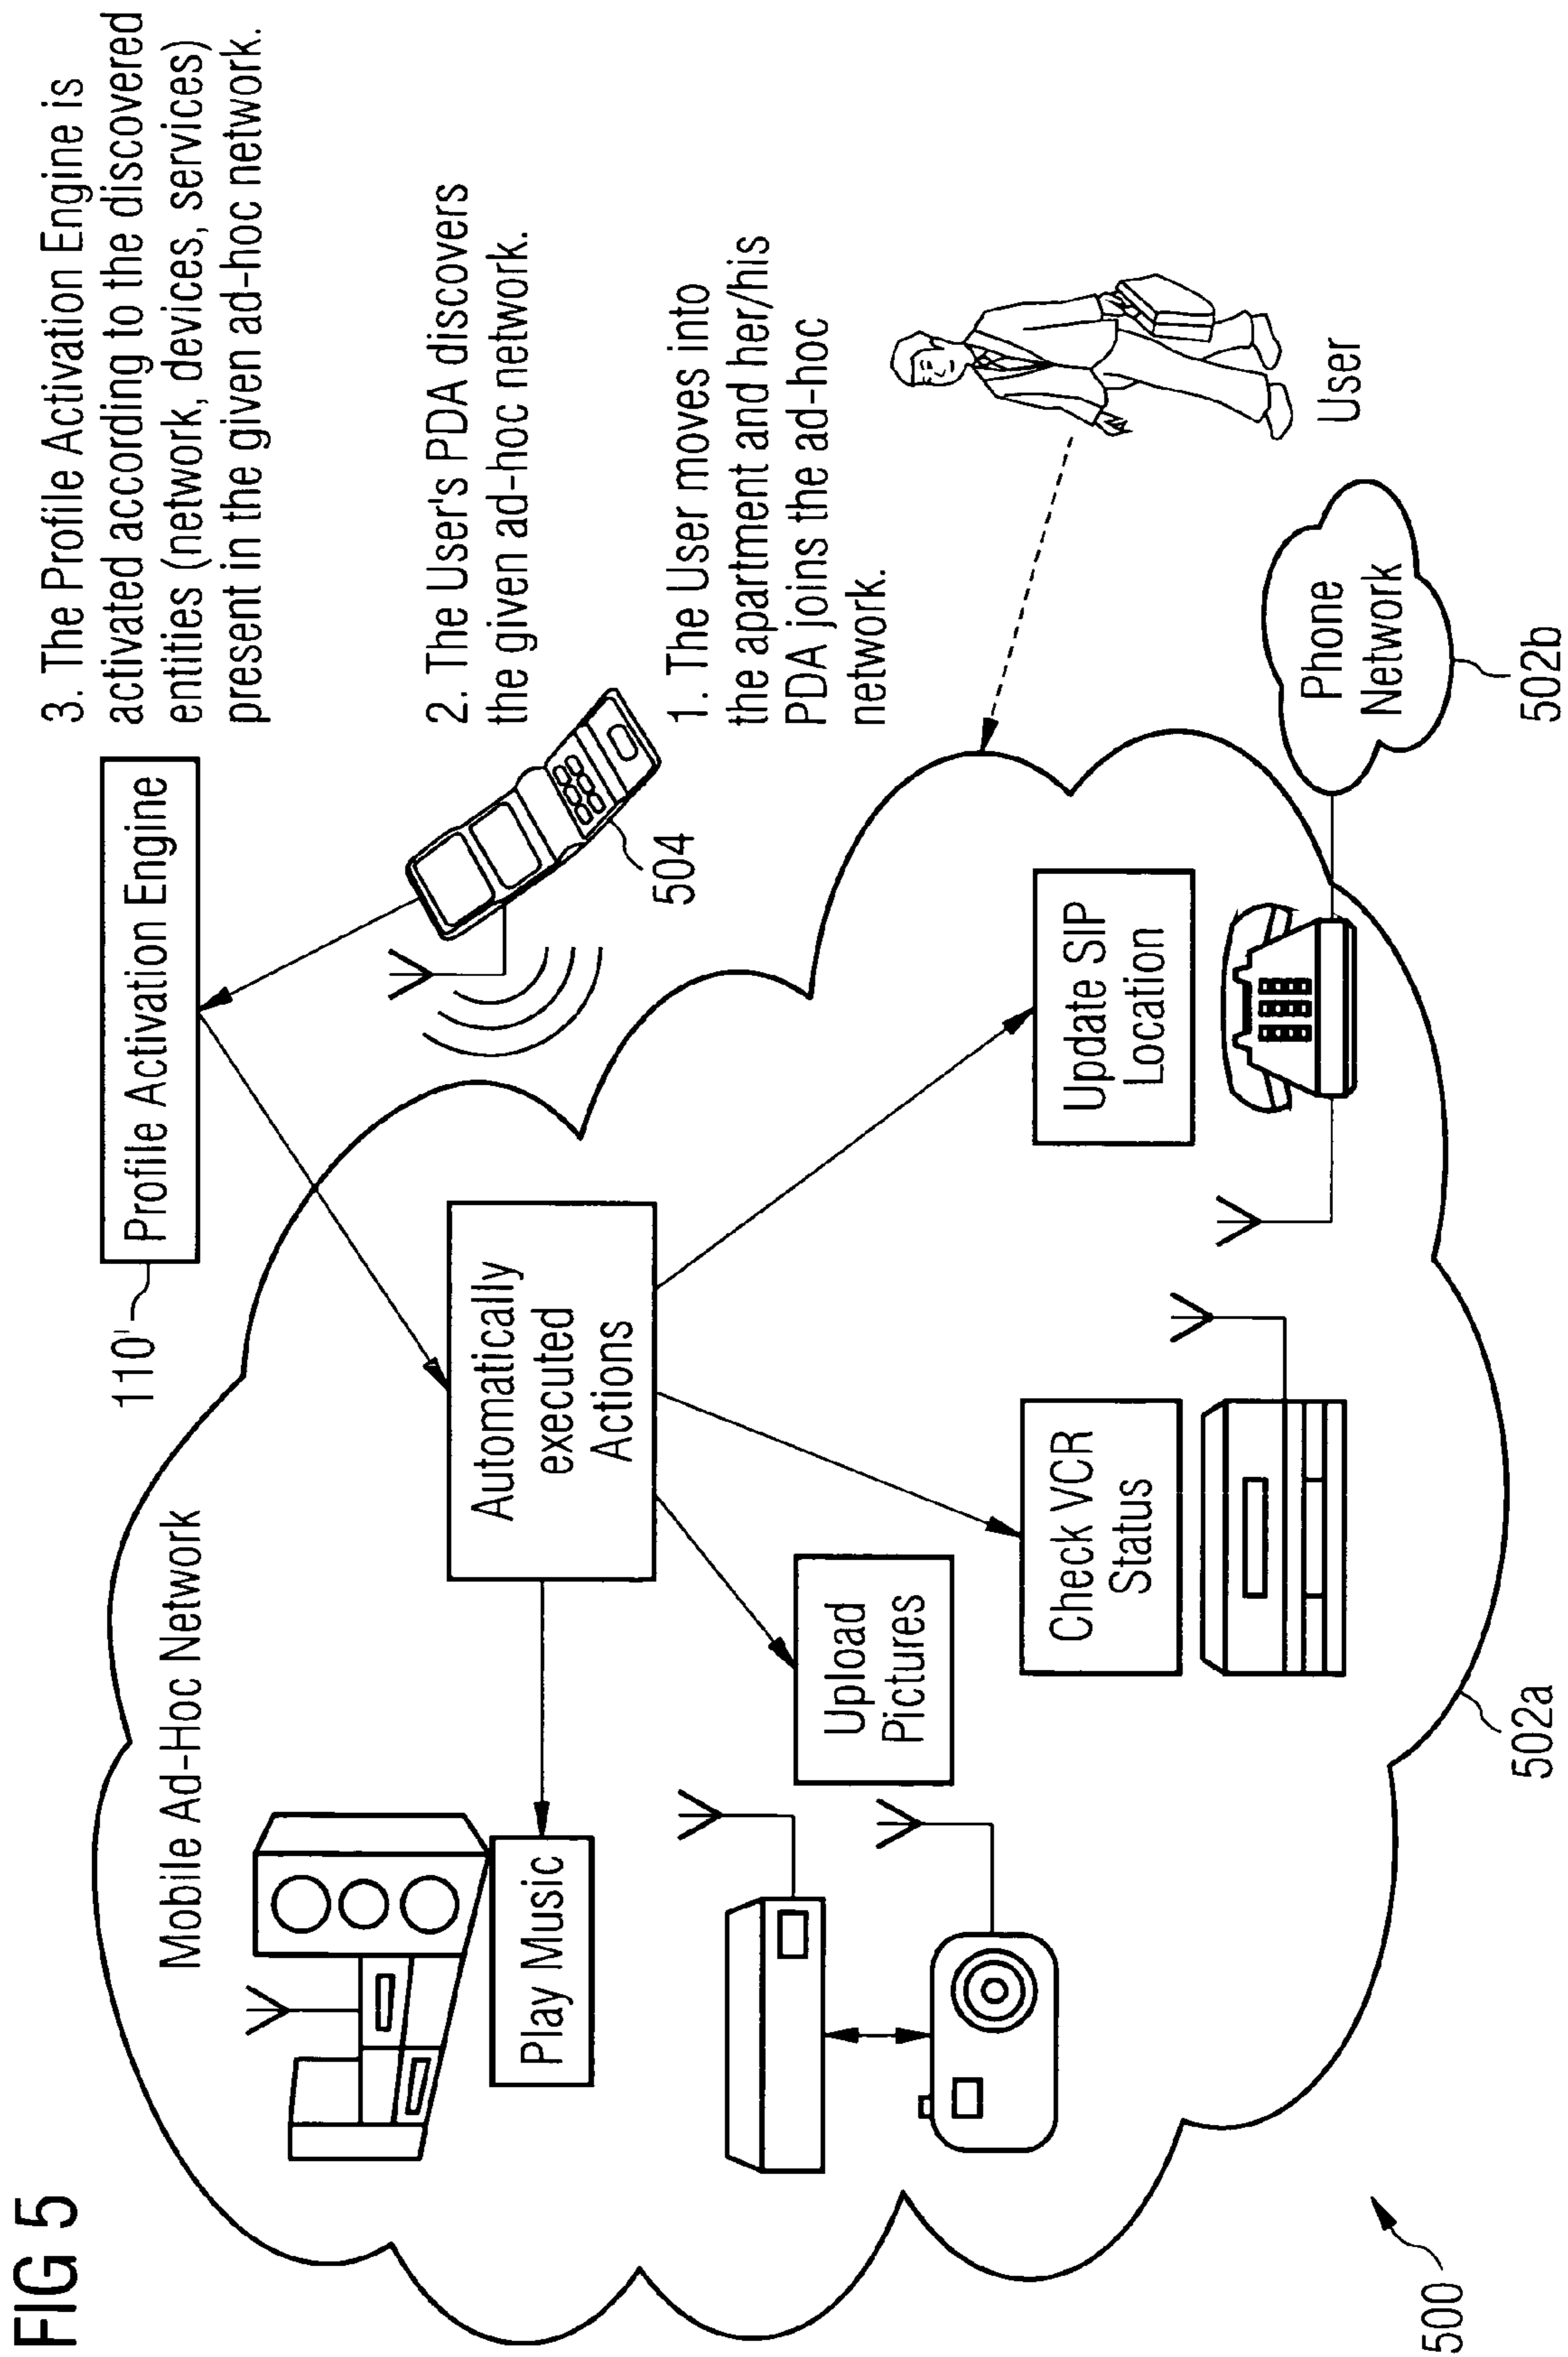 FIG 5
3. The Profile Activation Engine is
activated according to the discovered
entities (network, devices, services)
present in the given ad-hoc network.
110'
Profile Activation Engine
Mobile Ad-Hoc Network
2. The User's PDA discovers
the given ad-hoc network.
504
Automatically
executed
Actions
Play Music
1. The User moves into
the apartment and her/his
PDA joins the ad-hoc
network.
Upload
Pictures
Check VCR
Status
Update SIP
Location
User
Phone
Network
500
502a
502b